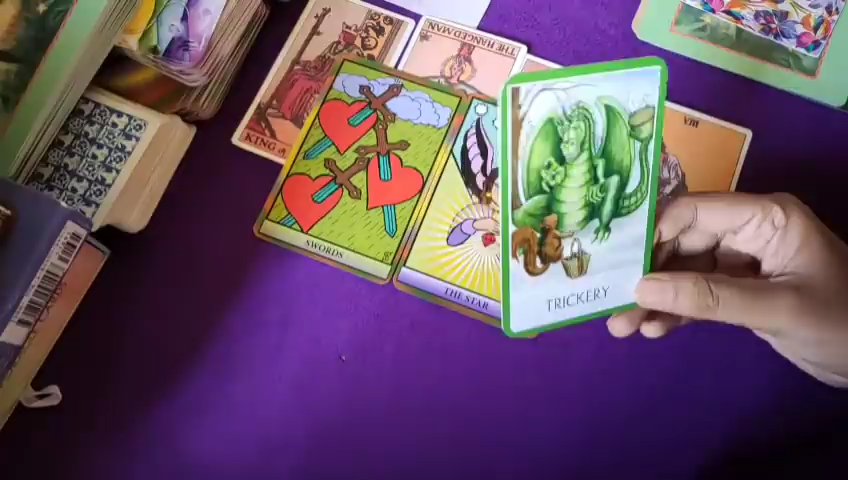 THE HANGED MAN
KING
VIII
SWORDS
THE STAR
TRICKERY